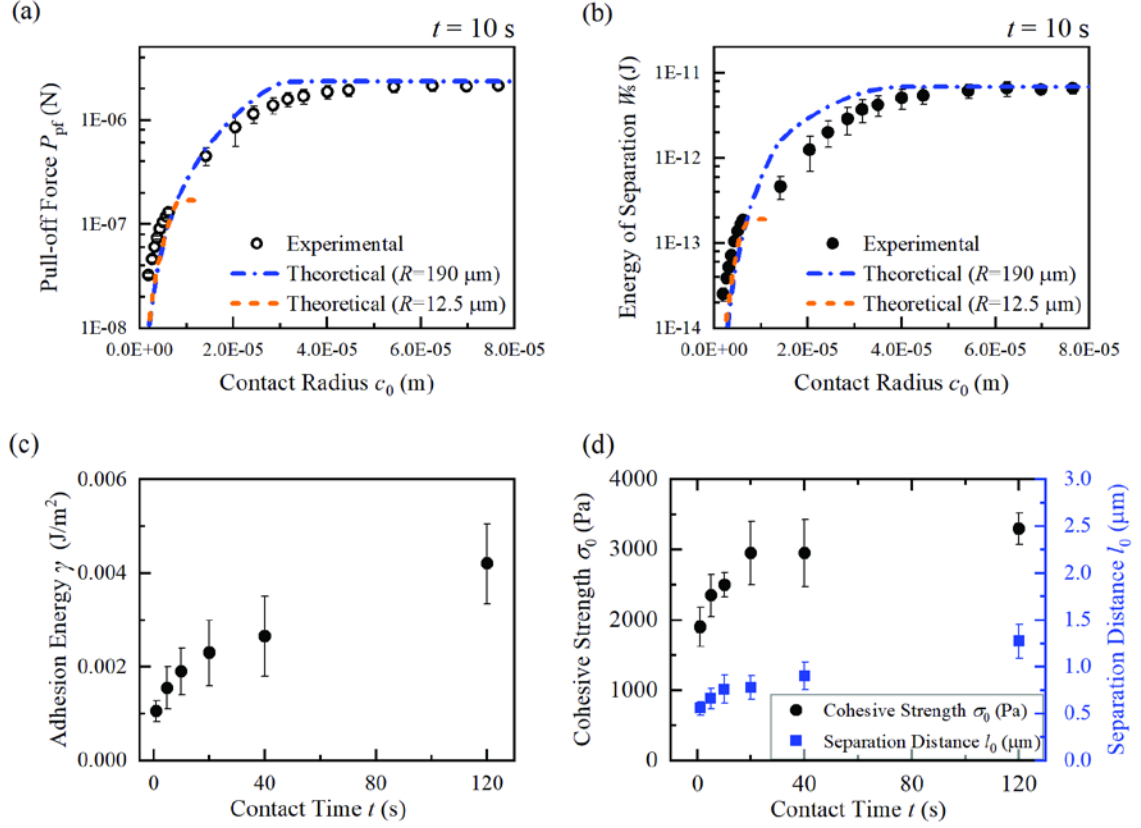 (a)
t = 10 s
Pull-off Force Ppf (N)
1E-06
1E-07
1E-08
Experimental
Theoretical (R=190 μm)
Theoretical (R=12.5 μm)
0.0E+00 2.0E-05 4.0E-05 6.0E-05 8.0E-05
Contact Radius c0 (m)
(b)
t = 10 s
Energy of Separation Ws (J)
1E-11
1E-12
1E-13
1E-14
Experimental
Theoretical (R=190 μm)
Theoretical (R=12.5 μm)
0.0E+00 2.0E-05 4.0E-05 6.0E-05 8.0E-05
Contact Radius c0 (m)
(c)
Adhesion Energy γ (J/m²)
0.006
0.004
0.002
0.000
0 40 80 120
Contact Time t (s)
(d)
Cohesive Strength σ0 (Pa)
4000
3000
2000
1000
0
3.0
2.5
2.0
1.5
1.0
0.5
0.0
Separation Distance l0 (μm)
Cohesive Strength σ0 (Pa)
Separation Distance l0 (μm)
0 40 80 120
Contact Time t (s)